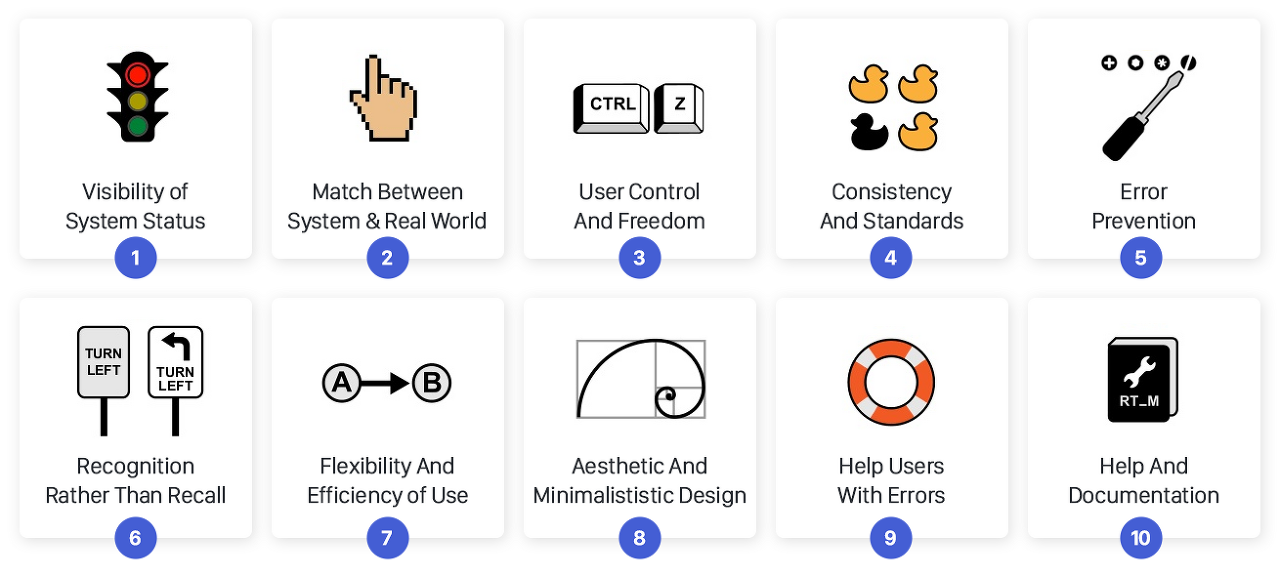 CTRL
Z
Visibility of
System Status
1
Match Between
System & Real World
2
User Control
And Freedom
3
Consistency
And Standards
4
Error
Prevention
5
TURN
LEFT
TURN
LEFT
Recognition
Rather Than Recall
6
A
B
Flexibility And
Efficiency of Use
7
Aesthetic And
Minimalististic Design
8
Help Users
With Errors
9
RT_M
Help And
Documentation
10